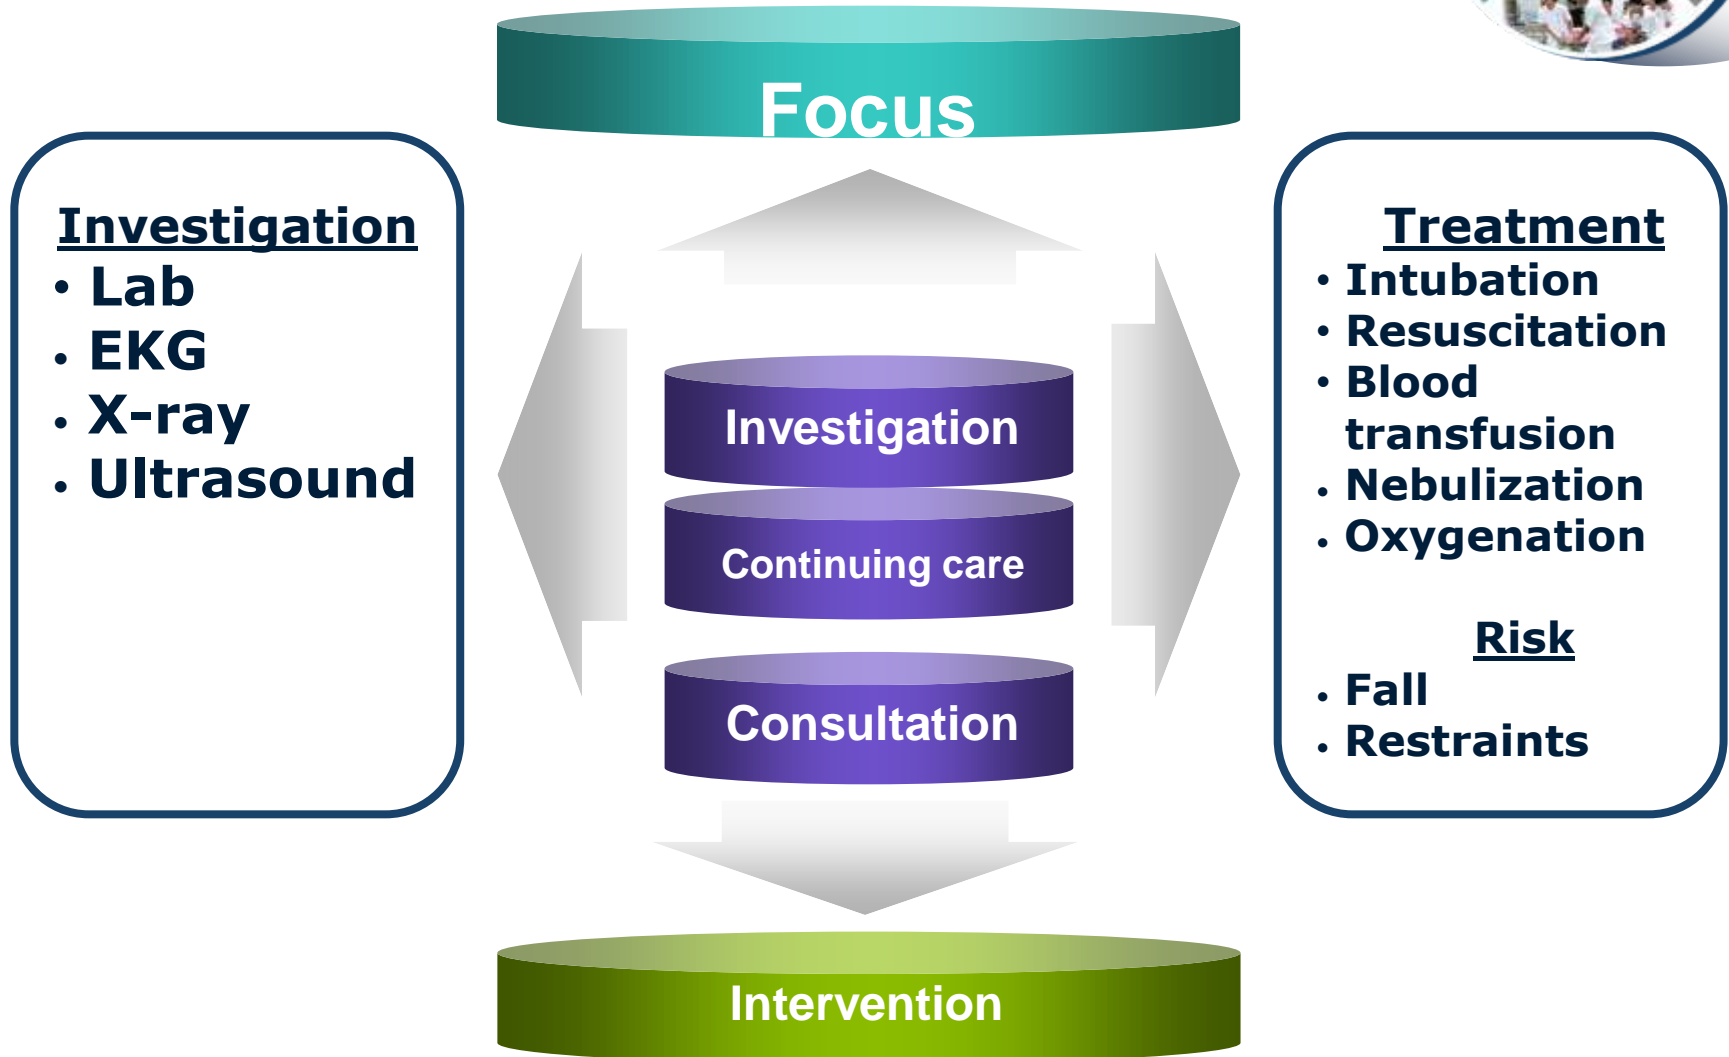 Focus
Investigation
• Lab
• EKG
• X-ray
• Ultrasound
Investigation
Continuing care
Consultation
Treatment
• Intubation
• Resuscitation
• Blood
transfusion
• Nebulization
• Oxygenation
Risk
• Fall
• Restraints
Intervention